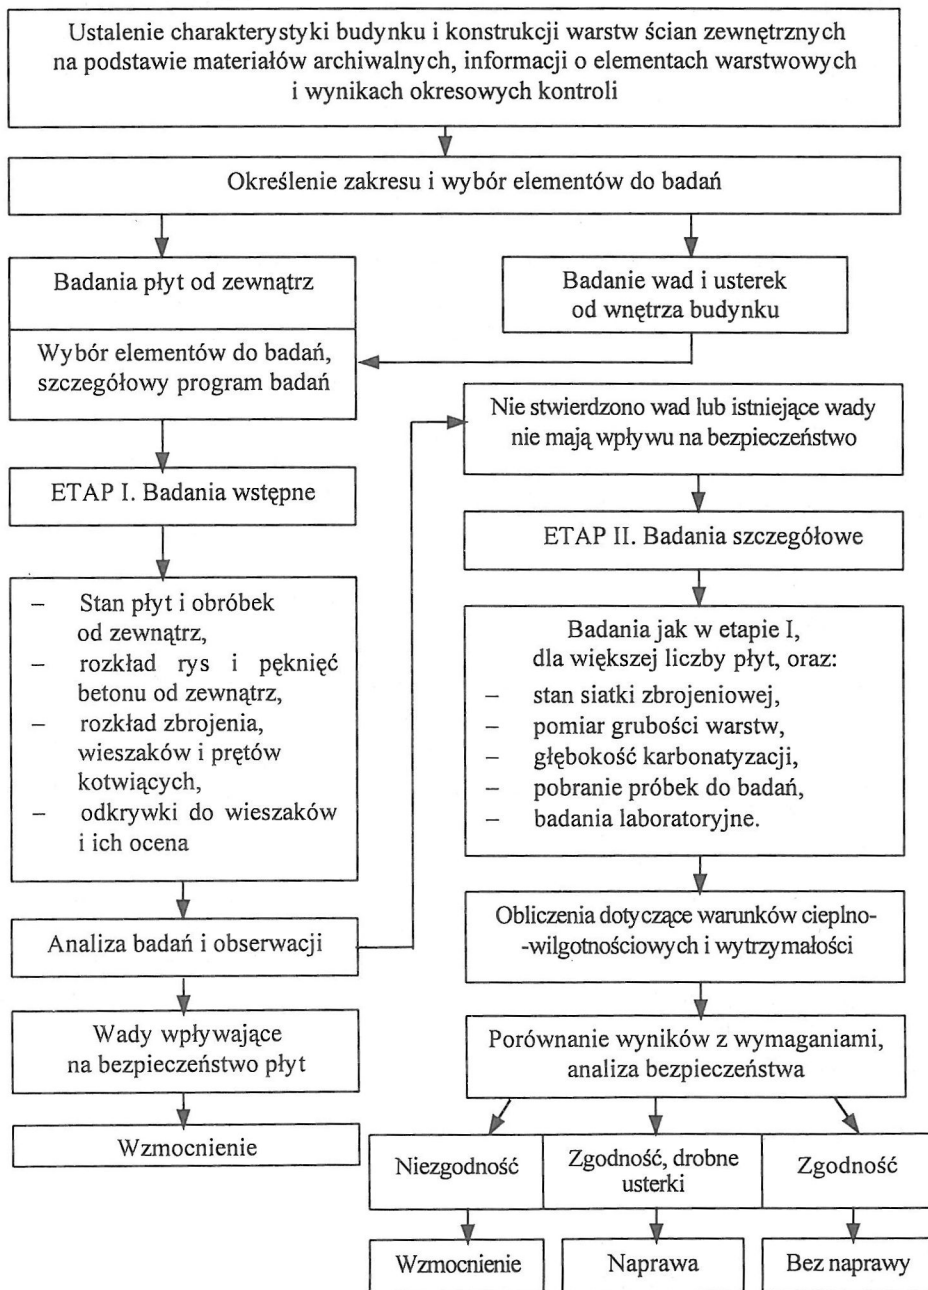 Ustalenie charakterystyki budynku i konstrukcji warstw ścian zewnętrznych
na podstawie materiałów archiwalnych, informacji o elementach warstwowych
i wynikach okresowych kontroli
Określenie zakresu i wybór elementów do badań
Badania płyt od zewnątrz
Badanie wad i usterek
od wnętrza budynku
Wybór elementów do badań,
szczegółowy program badań
ETAP I. Badania wstępne
– Stan płyt i obróbek
od zewnątrz,
– rozkład rys i pęknięć
betonu od zewnątrz,
– rozkład zbrojenia,
wieszaków i prętów
kotwiących,
– odkrywki do wieszaków
i ich ocena
Analiza badań i obserwacji
Wady wpływające
na bezpieczeństwo płyt
Wzmocnienie
Nie stwierdzono wad lub istniejące wady
nie mają wpływu na bezpieczeństwo
ETAP II. Badania szczegółowe
Badania jak w etapie I,
dla większej liczby płyt, oraz:
– stan siatki zbrojeniowej,
– pomiar grubości warstw,
– głębokość karbonatyzacji,
– pobranie próbek do badań,
– badania laboratoryjne.
Obliczenia dotyczące warunków cieplno-
-wilgotnościowych i wytrzymałości
Porównanie wyników z wymaganiami,
analiza bezpieczeństwa
Niezgodność
Zgodność, drobne
usterki
Zgodność
Wzmocnienie
Naprawa
Bez naprawy